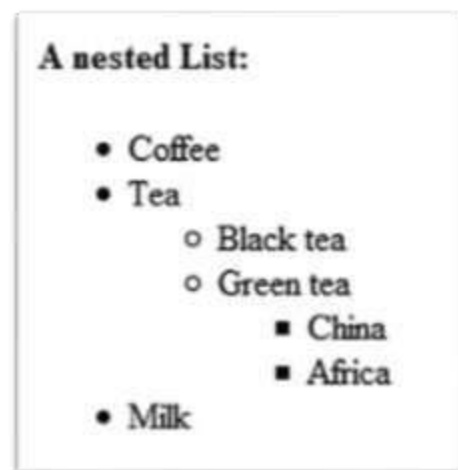 A nested List:
• Coffee
• Tea
○ Black tea
○ Green tea
■ China
■ Africa
• Milk